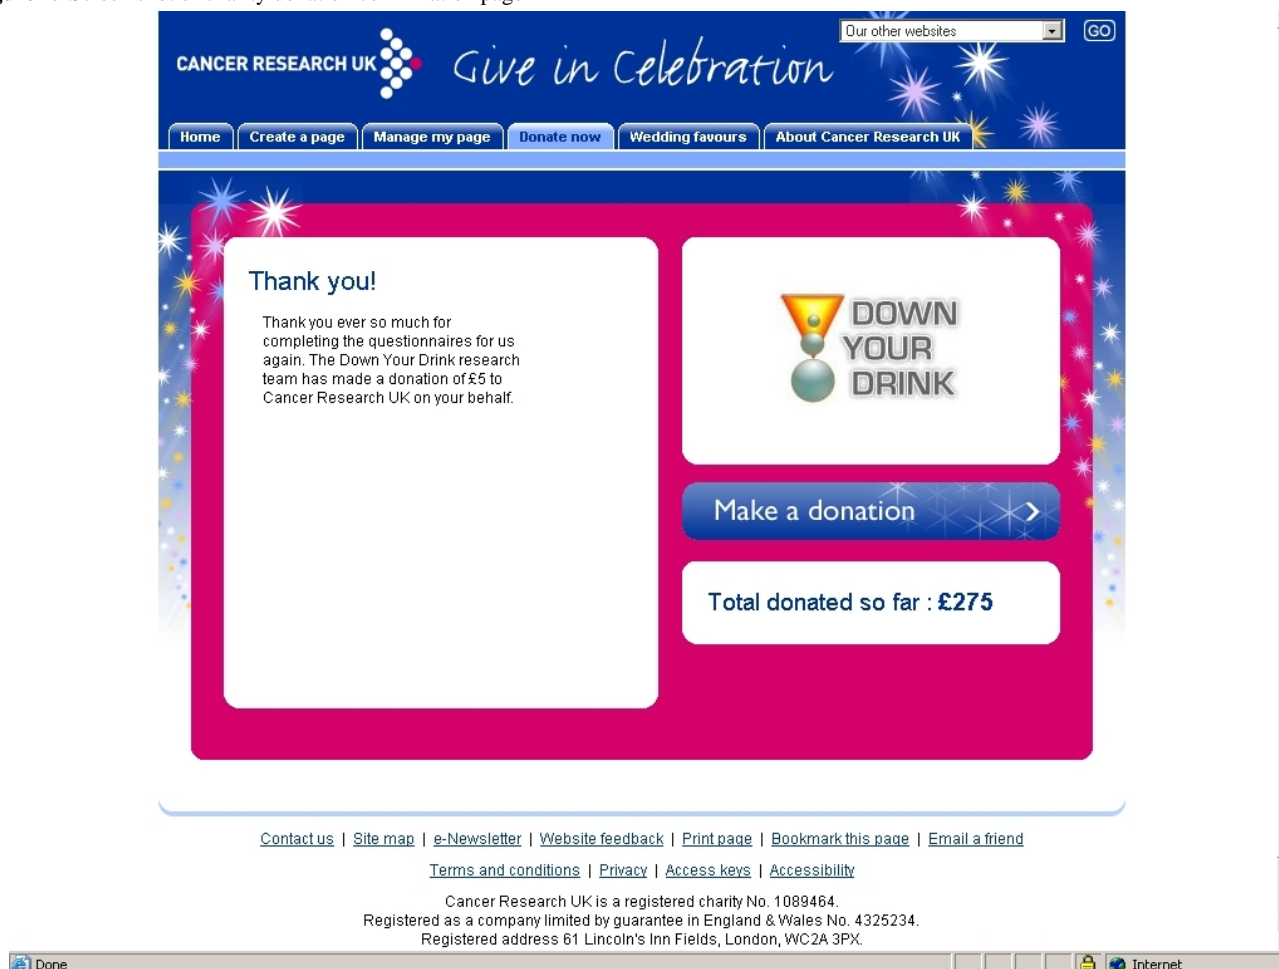 Our other websites
GO
CANCER RESEARCH UK
Give in Celebration
Home
Create a page
Manage my page
Donate now
Wedding favours
About Cancer Research UK
Thank you!
Thank you ever so much for
completing the questionnaires for us
again. The Down Your Drink research
team has made a donation of £5 to
Cancer Research UK on your behalf.
DOWN
YOUR
DRINK
Make a donation
Total donated so far : £275
Contact us | Site map | e-Newsletter | Website feedback | Print page | Bookmark this page | Email a friend
Terms and conditions | Privacy | Access keys | Accessibility
Cancer Research UK is a registered charity No. 1089464.
Registered as a company limited by guarantee in England & Wales No. 4325234.
Registered address 61 Lincoln's Inn Fields, London, WC2A 3PX.
Done
Internet